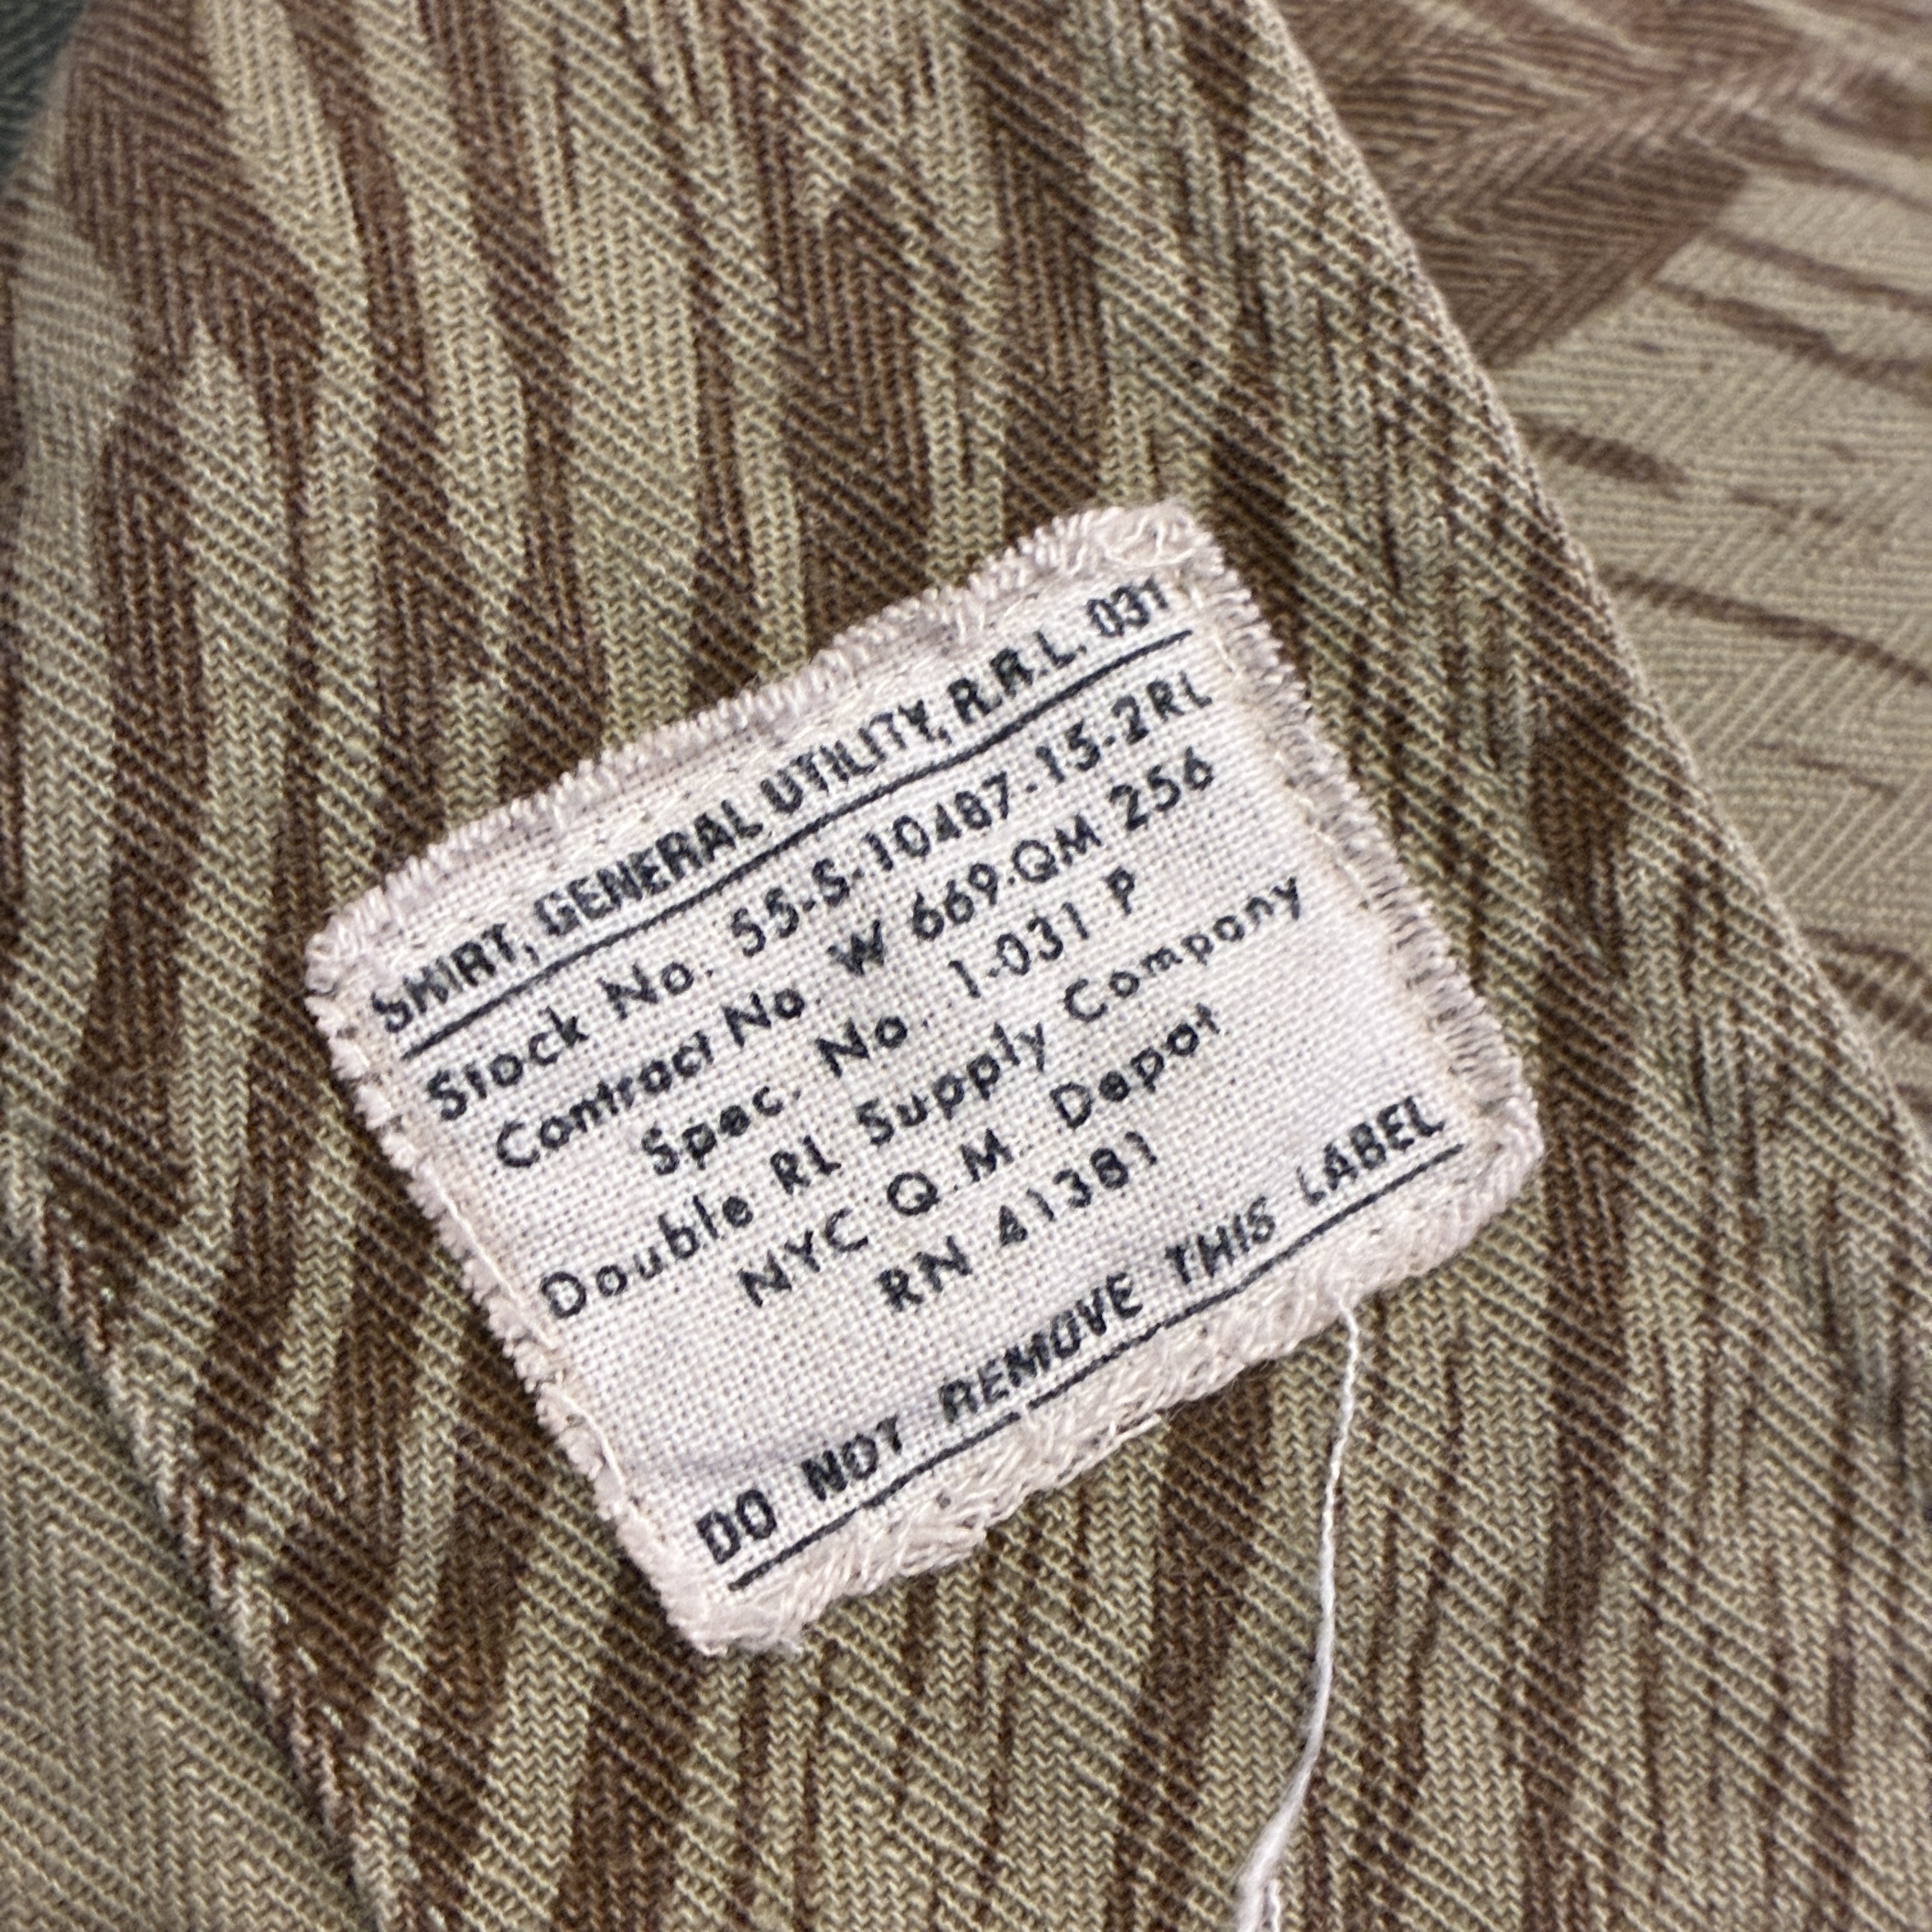 SHIRT, GENERAL UTILITY, R.R.L. 031
Stock No. 55-S-10487-15-2RL
Contract No. W 669.QM 256
Spec. No. 1-031 P
Double RL Supply Company
NYC Q.M. Depot
RN 41381
DO NOT REMOVE THIS LABEL